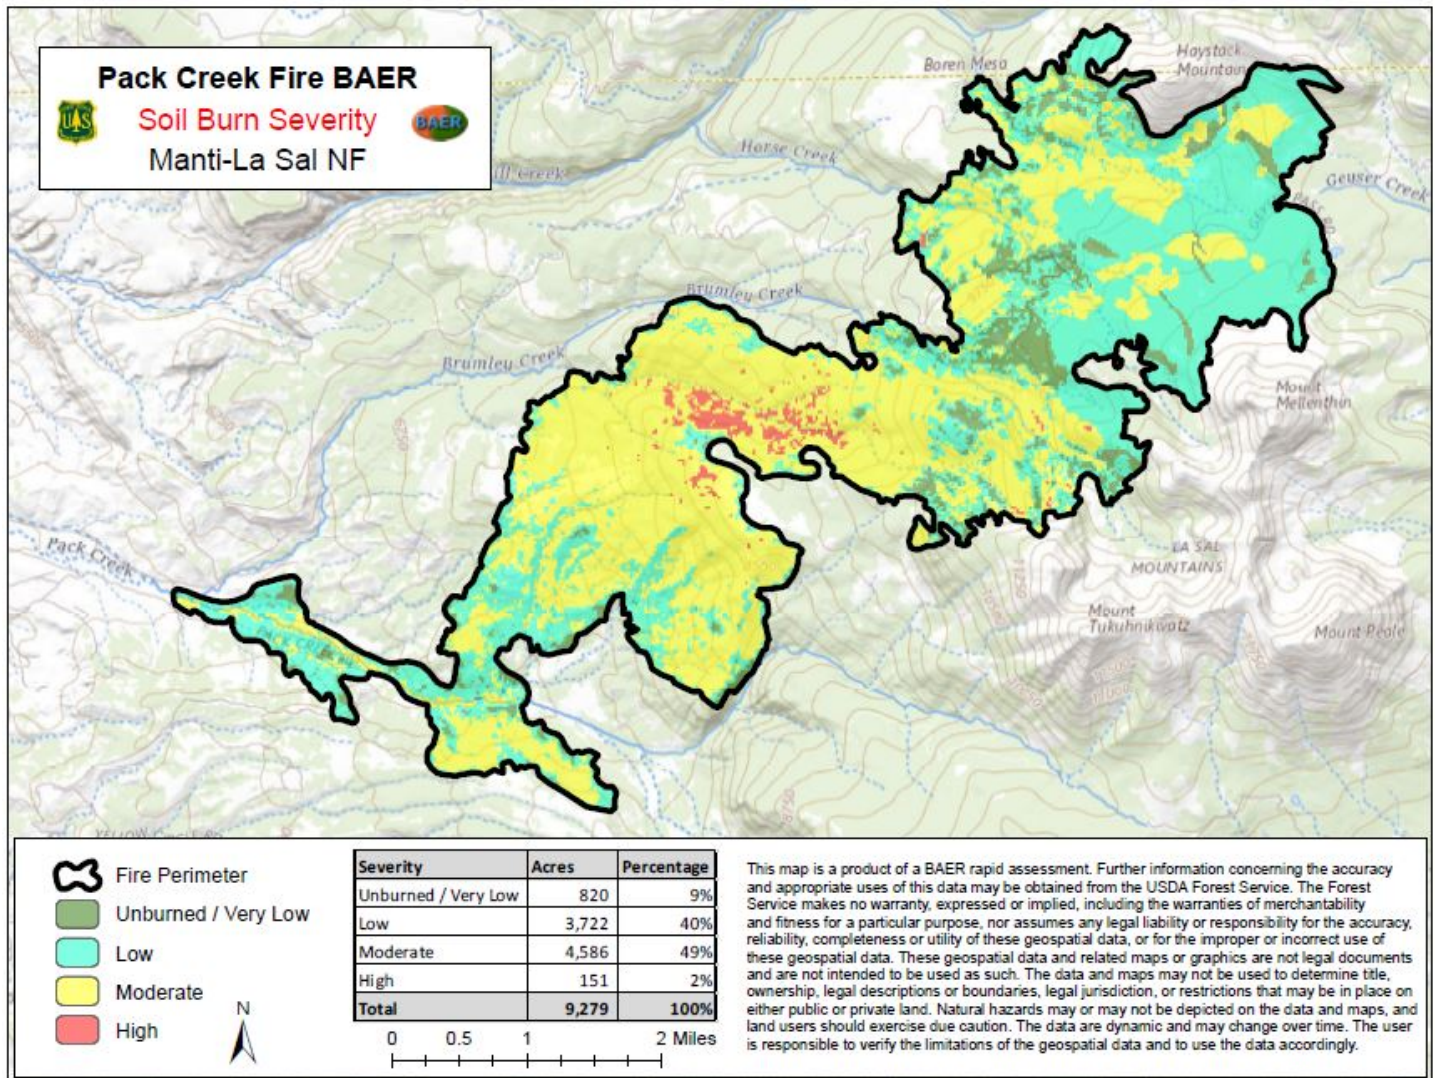 Pack Creek Fire BAER
Soil Burn Severity
Manti-La Sal NF
UAS
BAER
Boren Mesa
Haystack
Mountain
Horse Creek
ill Creek
Geyser Creek
Brumley Creek
Brumley Creek
Mount
Mellenthin
Pack Creek
LA SAL
MOUNTAINS
Mount
Tukuhnikivatz
Mount Peale
Fire Perimeter
Unburned / Very Low
Low
Moderate
High
N
Severity Acres Percentage
Unburned / Very Low 820 9%
Low 3,722 40%
Moderate 4,586 49%
High 151 2%
Total 9,279 100%
0 0.5 1 2 Miles
This map is a product of a BAER rapid assessment. Further information concerning the accuracy
and appropriate uses of this data may be obtained from the USDA Forest Service. The Forest
Service makes no warranty, expressed or implied, including the warranties of merchantability
and fitness for a particular purpose, nor assumes any legal liability or responsibility for the accuracy,
reliability, completeness or utility of these geospatial data, or for the improper or incorrect use of
these geospatial data. These geospatial data and related maps or graphics are not legal documents
and are not intended to be used as such. The data and maps may not be used to determine title,
ownership, legal descriptions or boundaries, legal jurisdiction, or restrictions that may be in place on
either public or private land. Natural hazards may or may not be depicted on the data and maps, and
land users should exercise due caution. The data are dynamic and may change over time. The user
is responsible to verify the limitations of the geospatial data and to use the data accordingly.